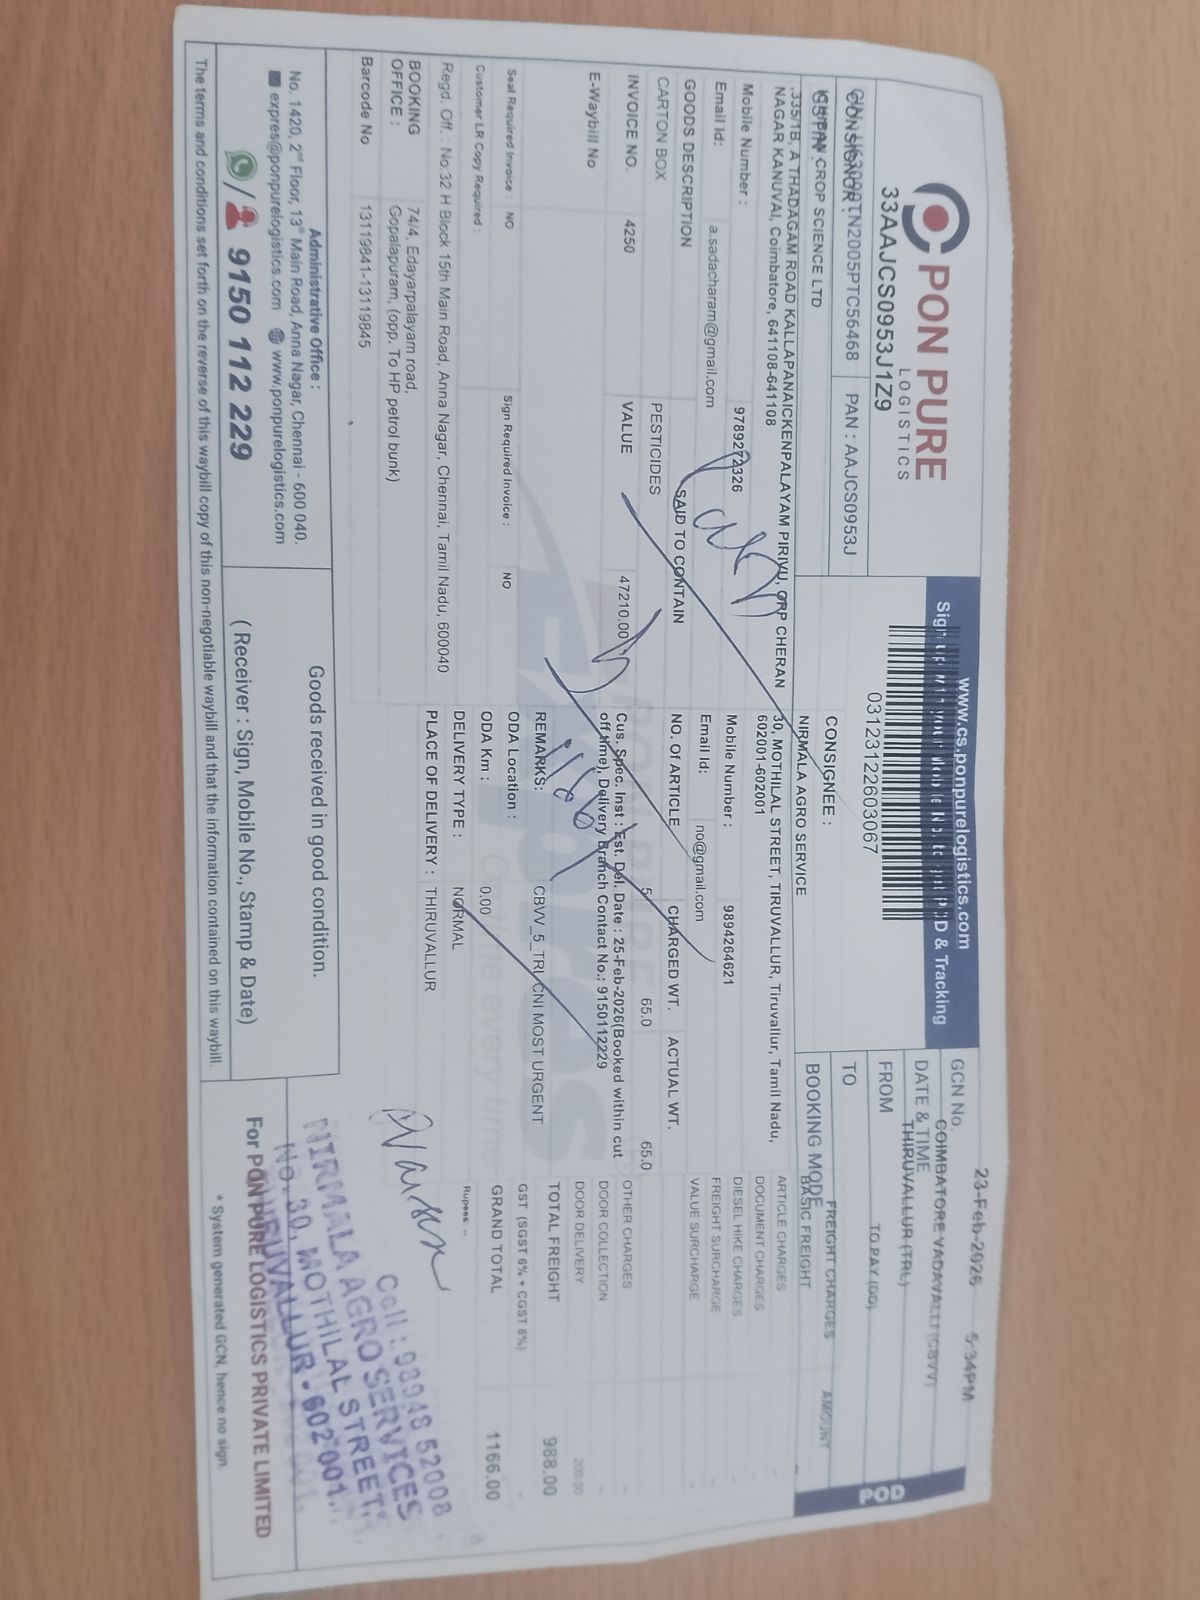 PON PURE
LOGISTICS
33AAJCS0953J1Z9
PAN : AAJCS0953J
www.cs.ponpurelogistics.com
03123122603067
23-Feb-2026 5:34PM
GCN No.
COIMBATORE VADAVALLI (CBVV)
DATE & TIME
THIRUVALLUR (TRL)
FROM
TO PAY (DD)
TO
BOOKING MODE
POD
CONSIGNOR
CROP SCIENCE LTD
,335/1B, A THADAGAM ROAD KALLAPANAICKENPALAYAM PIRIVU, OPP CHERAN
NAGAR KANUVAI, Coimbatore, 641108-641108
Mobile Number : 9789272326
Email Id: a.sadacharam@gmail.com
CONSIGNEE :
NIRMALA AGRO SERVICE
30, MOTHILAL STREET, TIRUVALLUR, Tiruvallur, Tamil Nadu,
602001-602001
Mobile Number : 9894264621
Email Id: no@gmail.com
GOODS DESCRIPTION SAID TO CONTAIN NO. Of ARTICLE CHARGED WT. ACTUAL WT.
CARTON BOX PESTICIDES 5 65.0 65.0
INVOICE NO. 4250 VALUE 47210.00
E-Waybill No
Cus. Spec. Inst : Est. Del. Date : 25-Feb-2026(Booked within cut
off time), Delivery Branch Contact No.: 9150112229
REMARKS: CBVV_5_TRL CNI MOST URGENT
Seal Required Invoice : NO Sign Required Invoice : NO
ODA Location :
Customer LR Copy Required :
ODA Km : 0.00
DELIVERY TYPE : NORMAL
PLACE OF DELIVERY : THIRUVALLUR
Regd. Off. : No:32 H Block 15th Main Road, Anna Nagar, Chennai, Tamil Nadu, 600040
BOOKING OFFICE : 74/4, Edayarpalayam road,
Gopalapuram, (opp. To HP petrol bunk)
Barcode No 13119841-13119845
FREIGHT CHARGES AMOUNT
BASIC FREIGHT -
ARTICLE CHARGES -
DOCUMENT CHARGES -
DIESEL HIKE CHARGES -
FREIGHT SURCHARGE -
VALUE SURCHARGE -
OTHER CHARGES -
DOOR COLLECTION -
DOOR DELIVERY 200.00
TOTAL FREIGHT 988.00
GST (SGST 6% + CGST 6%) -
GRAND TOTAL 1166.00
Rupees: -
Administrative Office :
No. 1420, 2nd Floor, 13th Main Road, Anna Nagar, Chennai - 600 040.
expres@ponpurelogistics.com www.ponpurelogistics.com
/ 9150 112 229
Goods received in good condition.
( Receiver : Sign, Mobile No., Stamp & Date)
Cell : 98948 52008
NIRMALA AGRO SERVICES
NO. 30, MOTHILAL STREET,
TIRUVALLUR - 602 001.
For PON PURE LOGISTICS PRIVATE LIMITED
* System generated GCN, hence no sign.
The terms and conditions set forth on the reverse of this waybill copy of this non-negotiable waybill and that the information contained on this waybill.